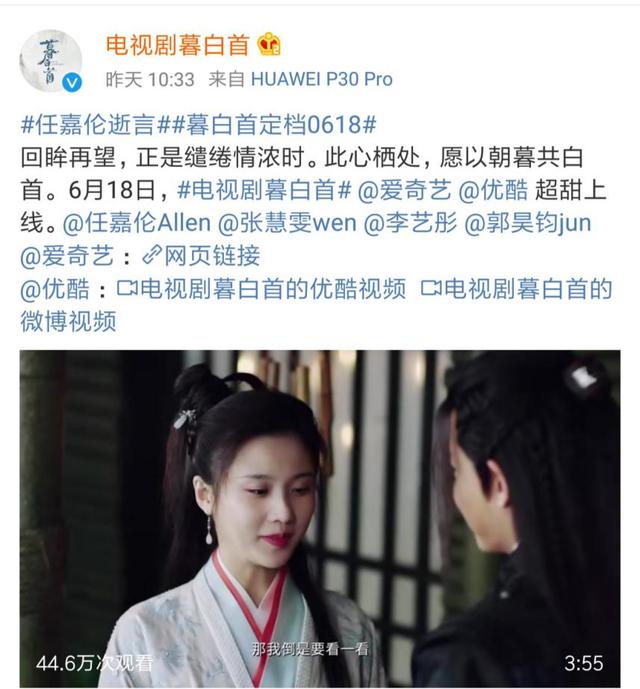 暮白首
电视剧暮白首
昨天 10:33 来自 HUAWEI P30 Pro
#任嘉伦逝言##暮白首定档0618#
回眸再望，正是缱绻情浓时。此心栖处，愿以朝暮共白
首。6月18日，#电视剧暮白首# @爱奇艺 @优酷 超甜上
线。@任嘉伦Allen @张慧雯wen @李艺彤 @郭昊钧jun
@爱奇艺：网页链接
@优酷：电视剧暮白首的优酷视频 电视剧暮白首的
微博视频
那我倒是要看一看
44.6万次观看
3:55